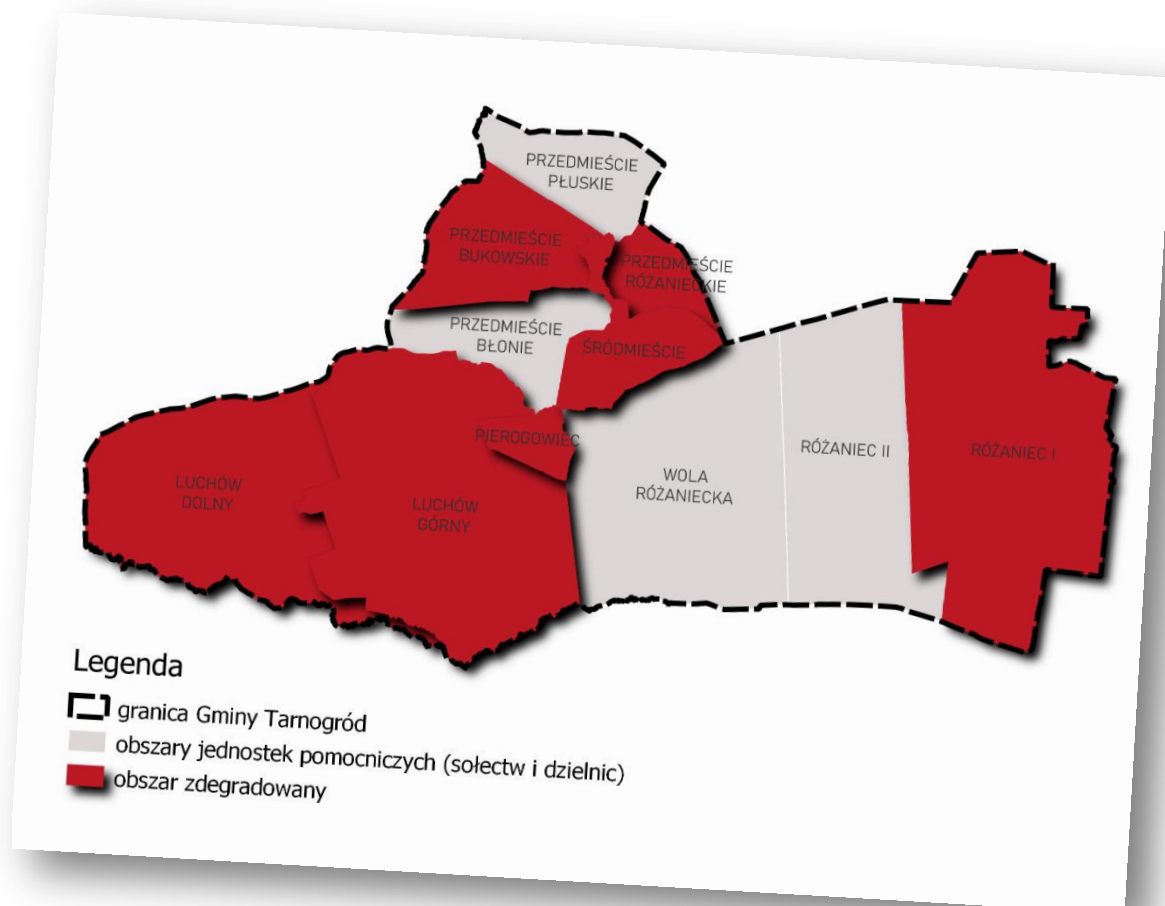 PRZEDMIEŚCIE
PŁUSKIE
PRZEDMIEŚCIE
BUKOWSKIE
PRZEDMIEŚCIE
RÓŻANIECKIE
PRZEDMIEŚCIE
BŁONIE
ŚRÓDMIEŚCIE
PIEROGOWIEC
LUCHÓW
DOLNY
LUCHÓW
GÓRNY
WOLA
RÓŻANIECKA
RÓŻANIEC II
RÓŻANIEC I
Legenda
granica Gminy Tarnogród
obszary jednostek pomocniczych (sołectw i dzielnic)
obszar zdegradowany